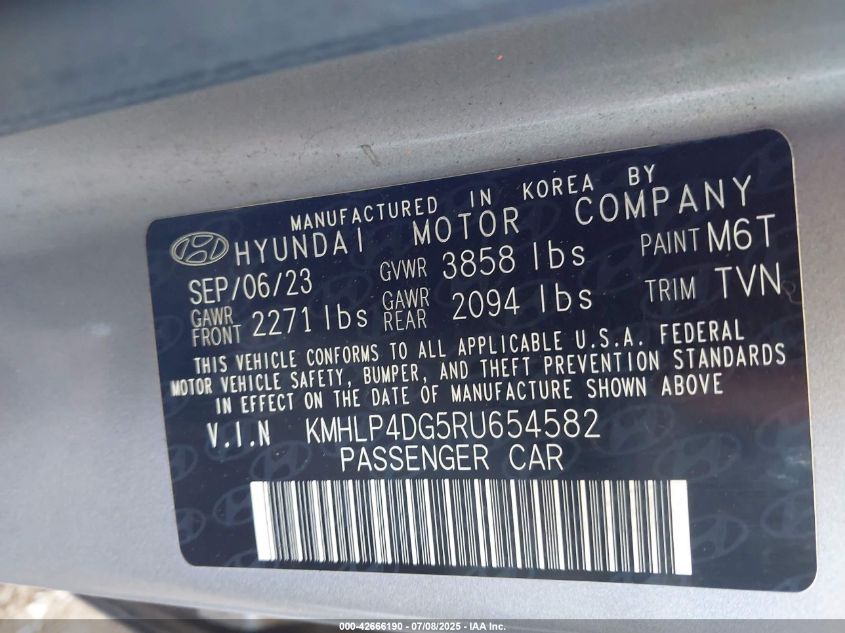 MANUFACTURED IN KOREA BY
HYUNDAI MOTOR COMPANY
SEP/06/23 GVWR 3858 lbs PAINT M6T
GAWR FRONT 2271 lbs GAWR REAR 2094 lbs TRIM TVN
THIS VEHICLE CONFORMS TO ALL APPLICABLE U.S.A. FEDERAL
MOTOR VEHICLE SAFETY, BUMPER, AND THEFT PREVENTION STANDARDS
IN EFFECT ON THE DATE OF MANUFACTURE SHOWN ABOVE
V.I.N KMHLP4DG5RU654582
PASSENGER CAR
000-42666190 - 07/08/2025 - IAA Inc.